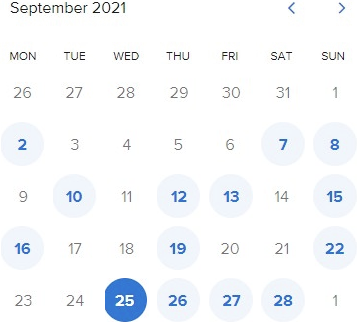 September 2021
MON TUE WED THU FRI SAT SUN
26 27 28 29 30 31 1
2 3 4 5 6 7 8
9 10 11 12 13 14 15
16 17 18 19 20 21 22
23 24 25 26 27 28 1